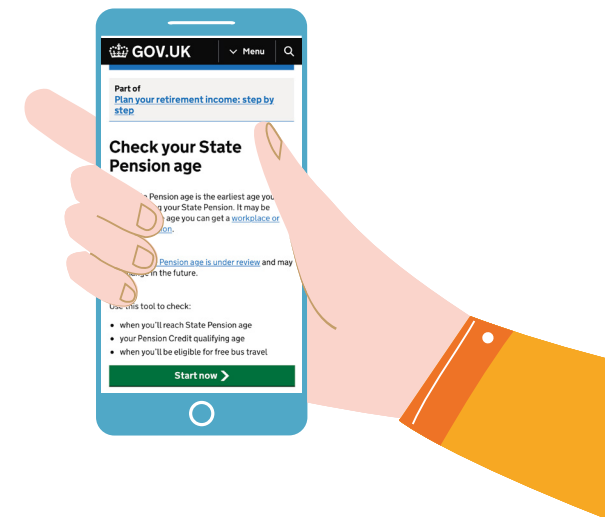 GOV.UK
Menu
Part of
Plan your retirement income: step by
step
Check your State
Pension age
Pension age is the earliest age you
your State Pension. It may be
age you can get a workplace or
Pension age is under review and may
in the future.
this tool to check:
• when you'll reach State Pension age
• your Pension Credit qualifying age
• when you'll be eligible for free bus travel
Start now